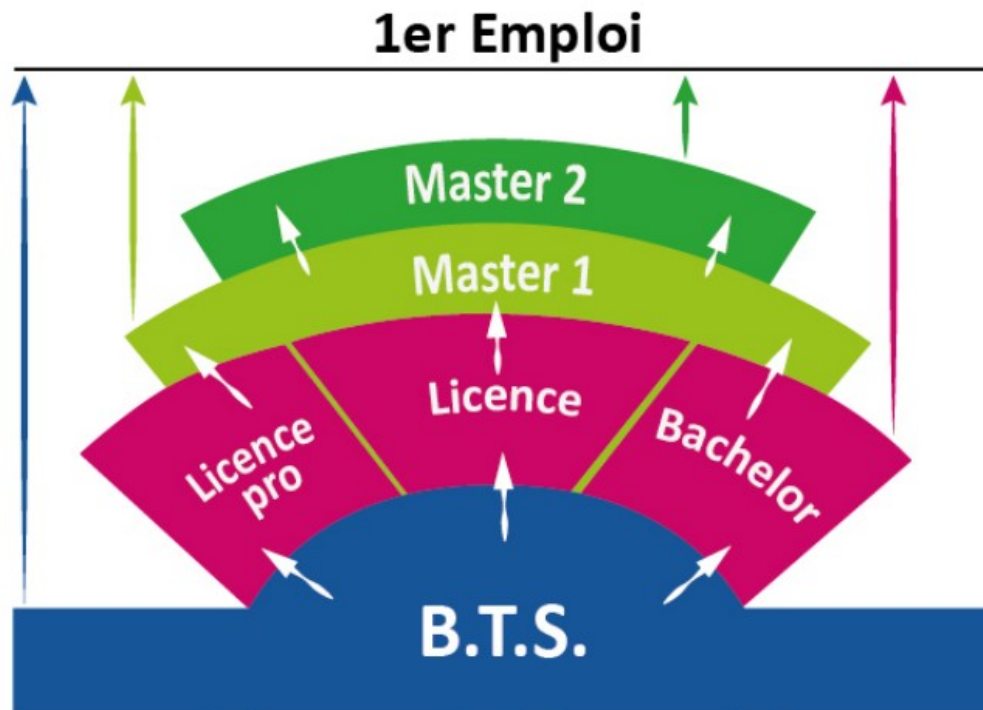 1er Emploi
Master 2
Master 1
Licence
pro
Licence
Bachelor
B.T.S.